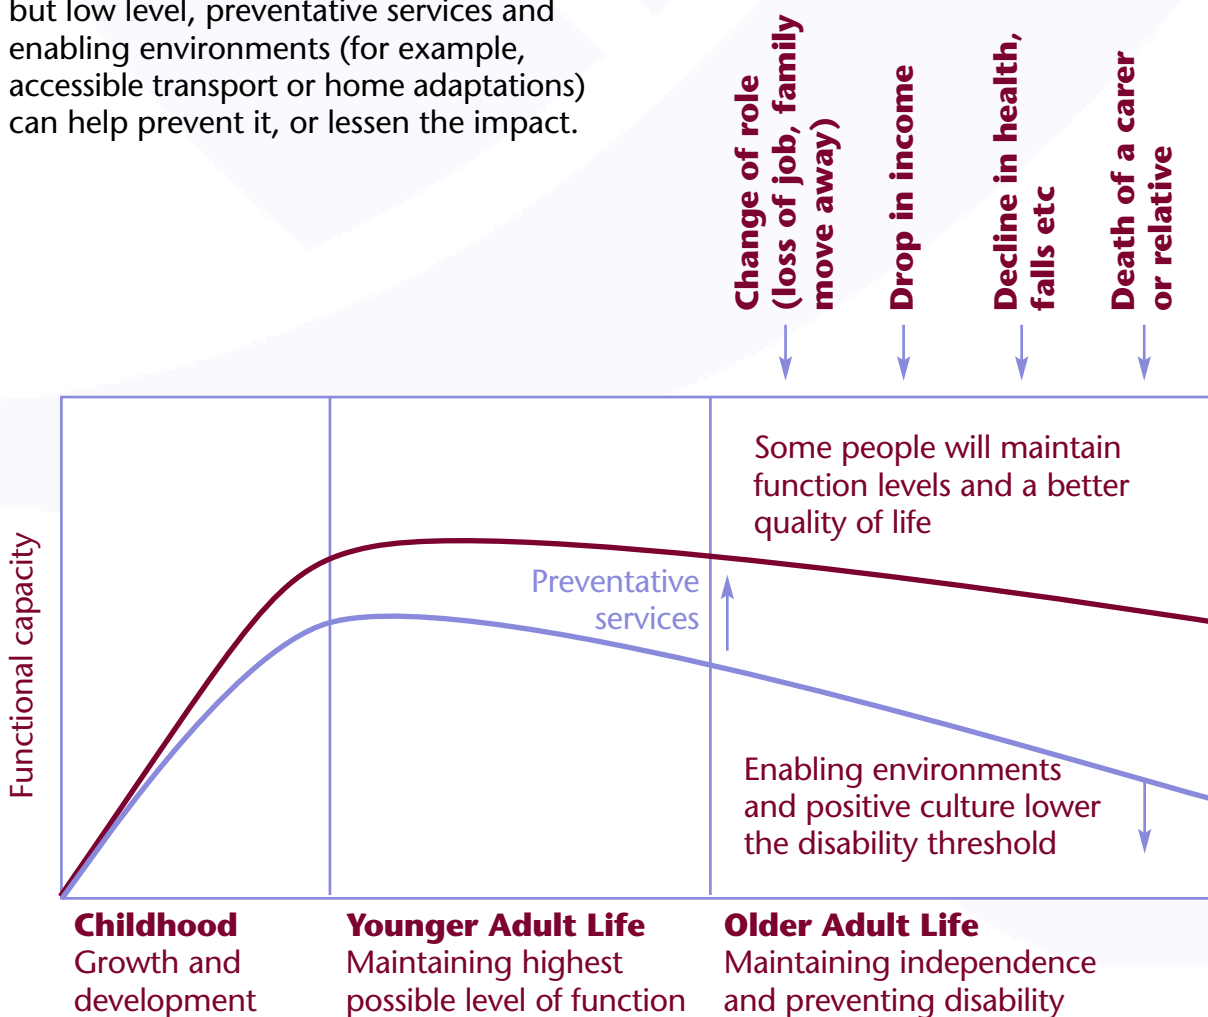 but low level, preventative services and
enabling environments (for example,
accessible transport or home adaptations)
can help prevent it, or lessen the impact.
Change of role
(loss of job, family
move away)
Drop in income
Decline in health,
falls etc
Death of a carer
or relative
Some people will maintain
function levels and a better
quality of life
Functional capacity
Preventative
services
Enabling environments
and positive culture lower
the disability threshold
Childhood
Growth and
development
Younger Adult Life
Maintaining highest
possible level of function
Older Adult Life
Maintaining independence
and preventing disability